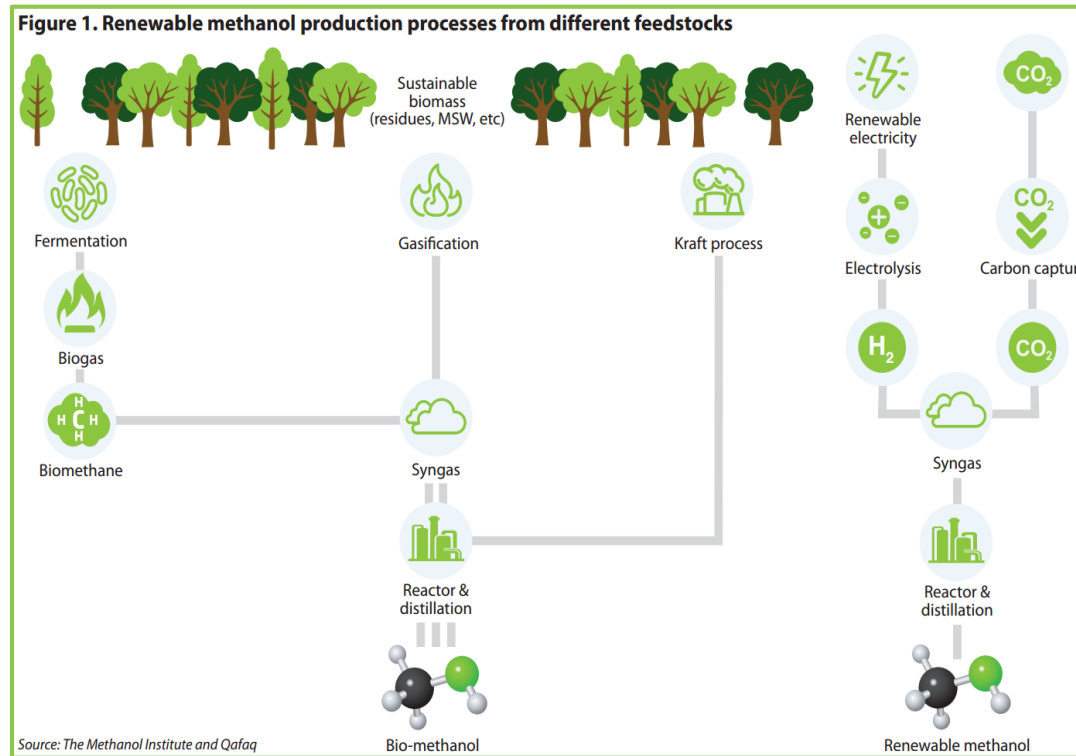 Figure 1. Renewable methanol production processes from different feedstocks
Sustainable
biomass
(residues, MSW, etc)
Renewable
electricity
CO2
Fermentation
Gasification
Kraft process
Electrolysis
CO2
Carbon captur
Biogas
H2
CO2
H
H C H
H
Biomethane
Syngas
Syngas
Reactor &
distillation
Reactor &
distillation
Bio-methanol
Renewable methanol
Source: The Methanol Institute and Qafaq